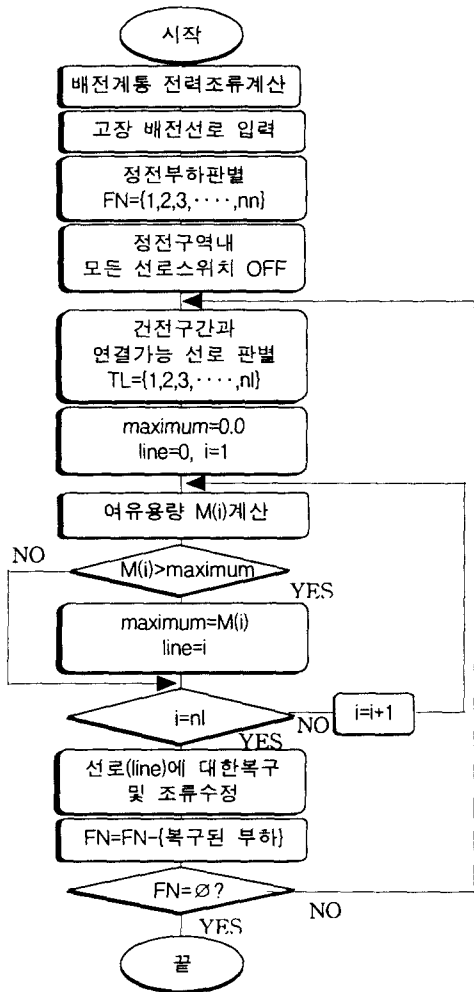 시작
배전계통 전력조류계산
고장 배전선로 입력
정전부하판별
FN={1,2,3,····,nn}
정전구역내
모든 선로스위치 OFF
건전구간과
연결가능 선로 판별
TL={1,2,3,····,nl}
maximum=0.0
line=0, i=1
여유용량 M(i)계산
NO
M(i)>maximum
YES
maximum=M(i)
line=i
i=nl
NO
i=i+1
YES
선로(line)에 대한복구
및 조류수정
FN=FN-{복구된 부하}
FN=∅?
NO
YES
끝